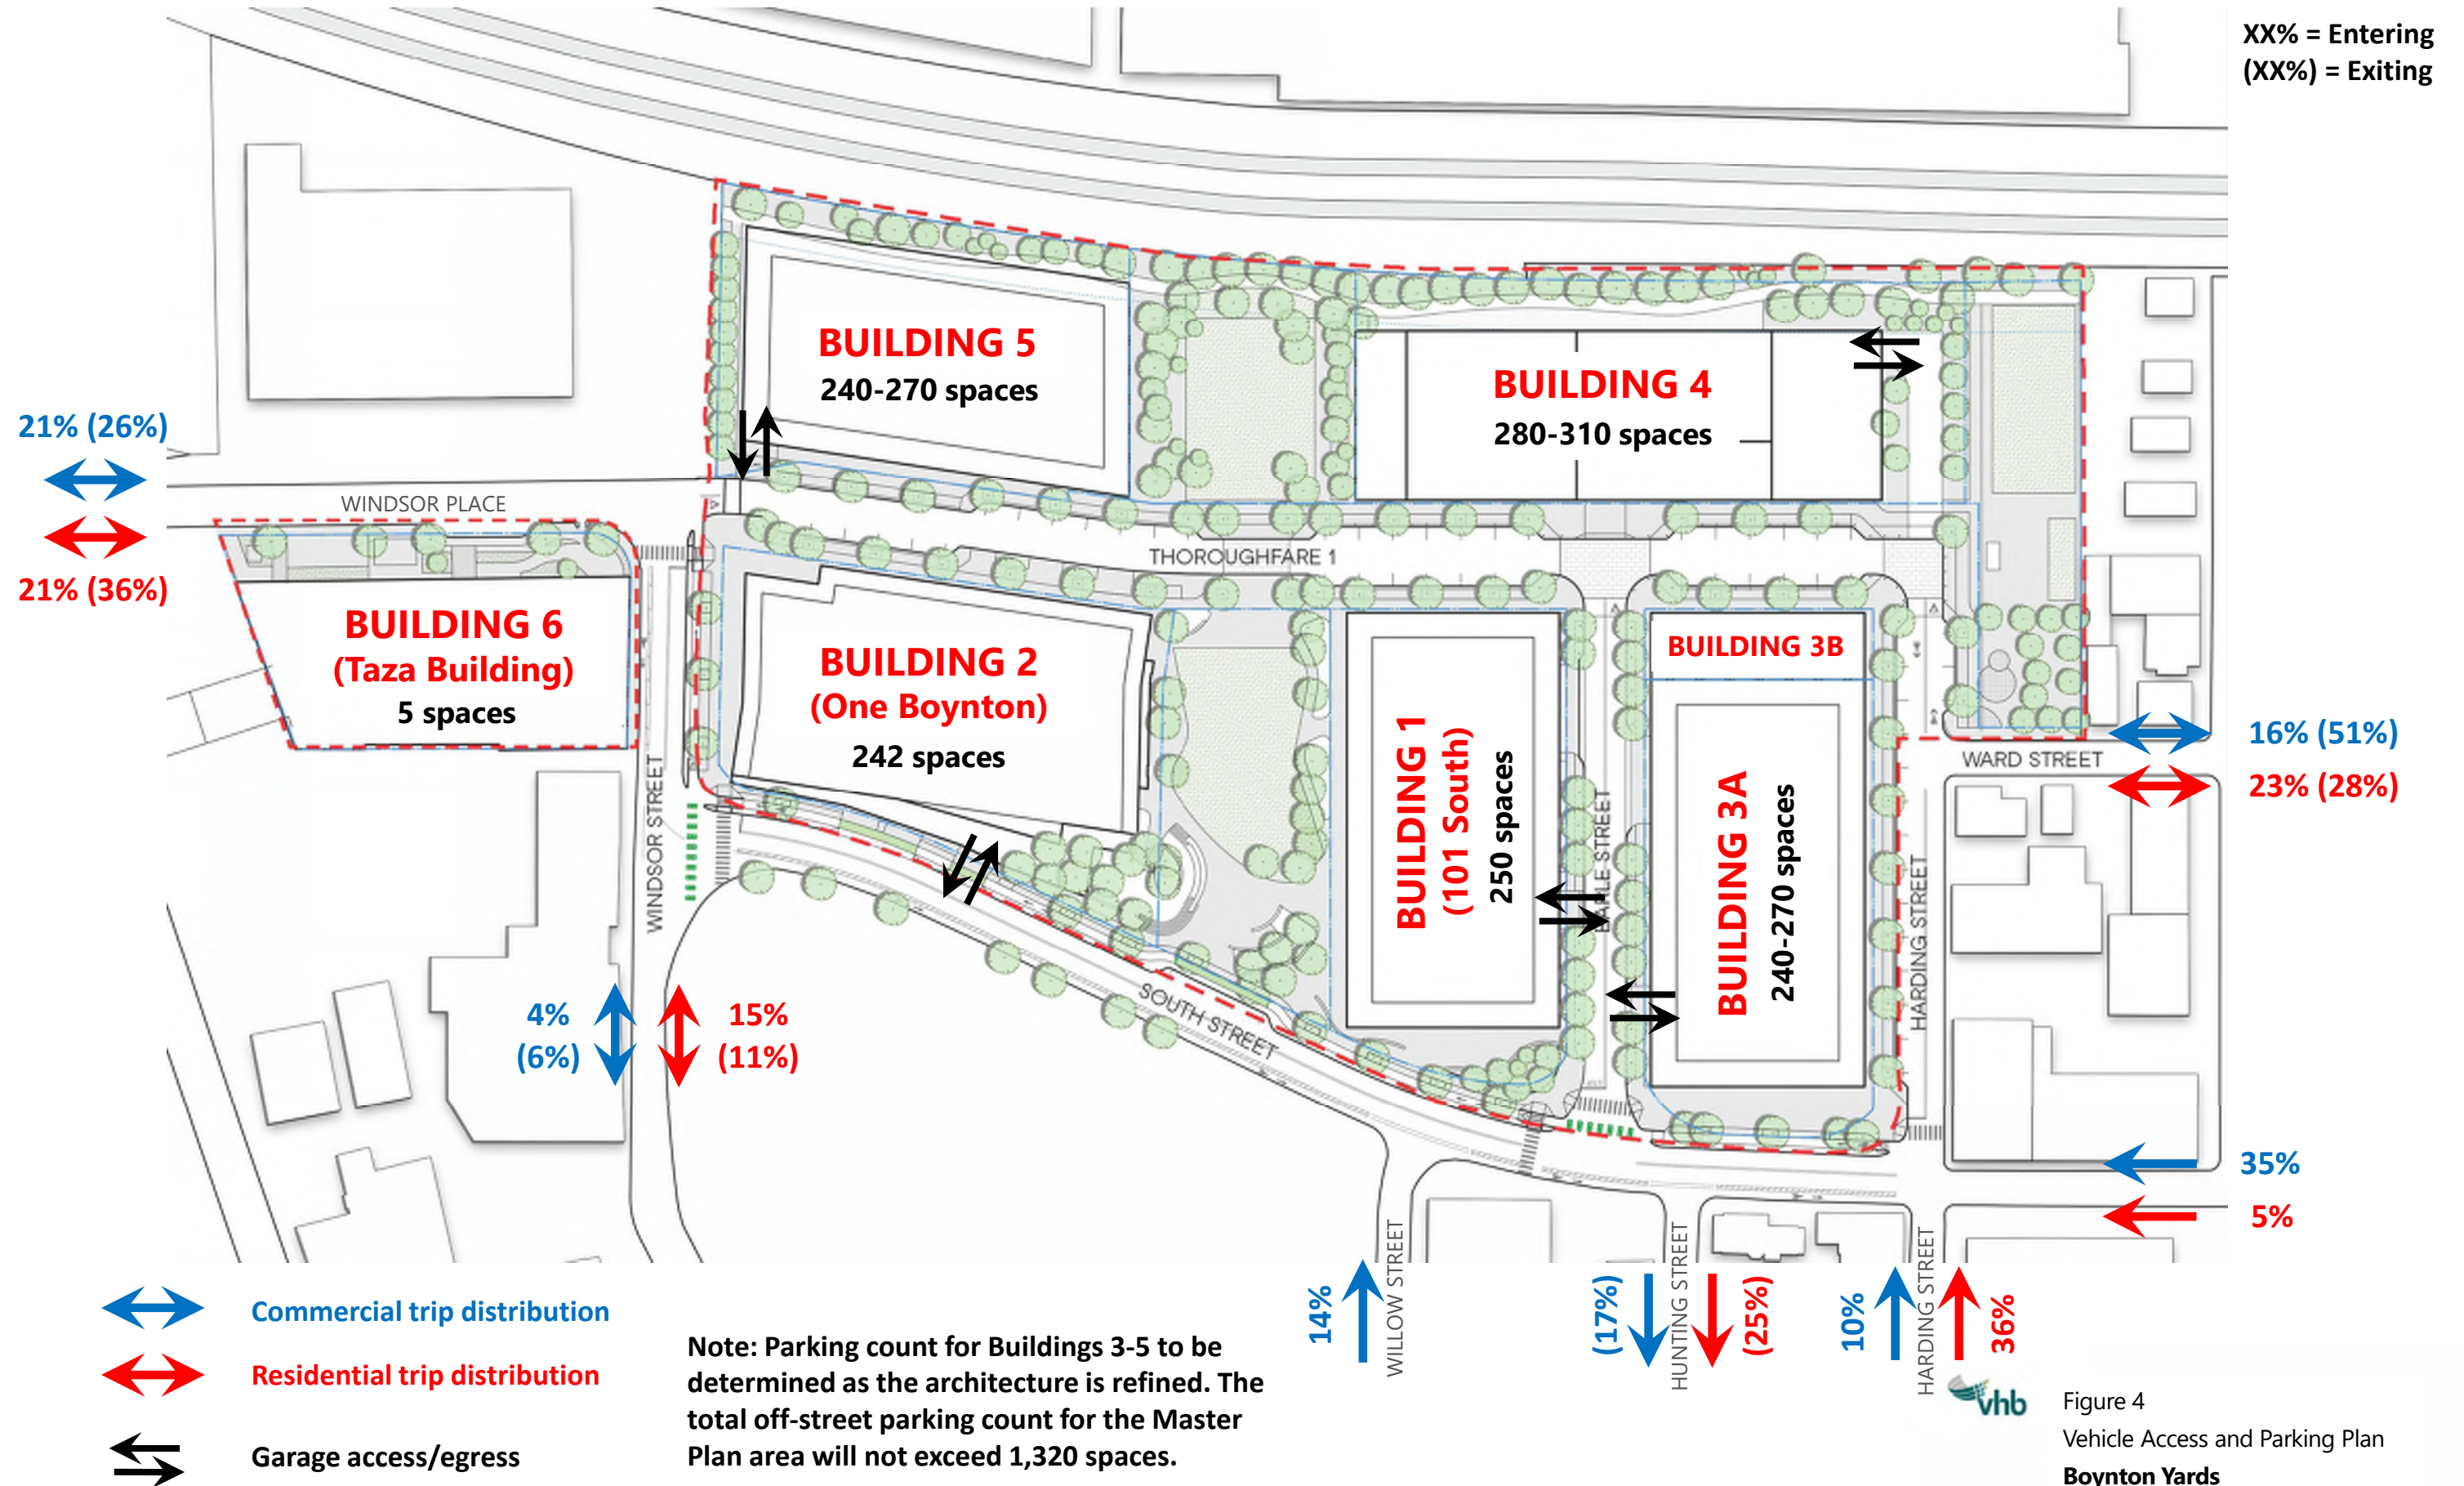 XX% = Entering
(XX%) = Exiting
BUILDING 5
240-270 spaces
BUILDING 4
280-310 spaces
21% (26%)
WINDSOR PLACE
21% (36%)
THOROUGHFARE 1
BUILDING 6
(Taza Building)
5 spaces
BUILDING 2
(One Boynton)
242 spaces
BUILDING 1
(101 South)
250 spaces
BUILDING 3B
BUILDING 3A
240-270 spaces
WARD STREET
16% (51%)
23% (28%)
WINDSOR STREET
EARLE STREET
HARDING STREET
SOUTH STREET
4%
(6%)
15%
(11%)
35%
5%
14%
WILLOW STREET
(17%)
HUNTING STREET
(25%)
10%
HARDING STREET
36%
Commercial trip distribution
Residential trip distribution
Garage access/egress
Note: Parking count for Buildings 3-5 to be
determined as the architecture is refined. The
total off-street parking count for the Master
Plan area will not exceed 1,320 spaces.
vhb
Figure 4
Vehicle Access and Parking Plan
Boynton Yards